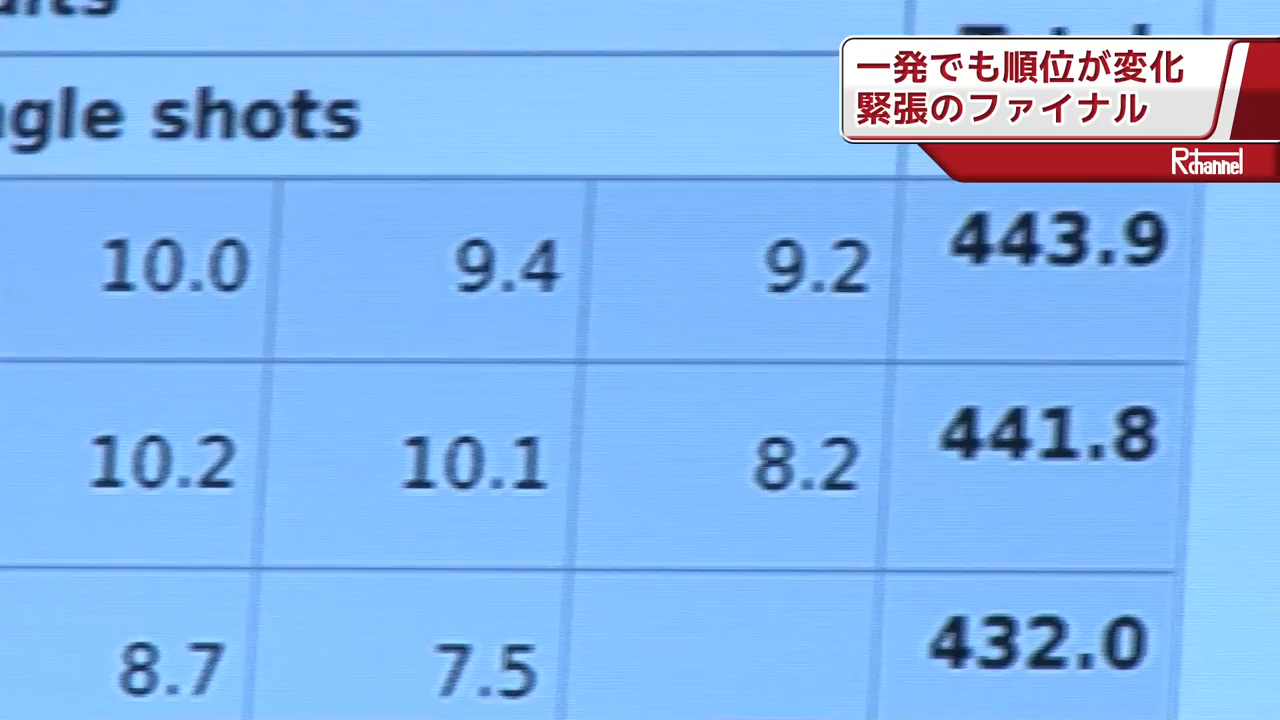 一発でも順位が変化
緊張のファイナル
Rchannel
shots
10.0 9.4 9.2 443.9
10.2 10.1 8.2 441.8
8.7 7.5 432.0